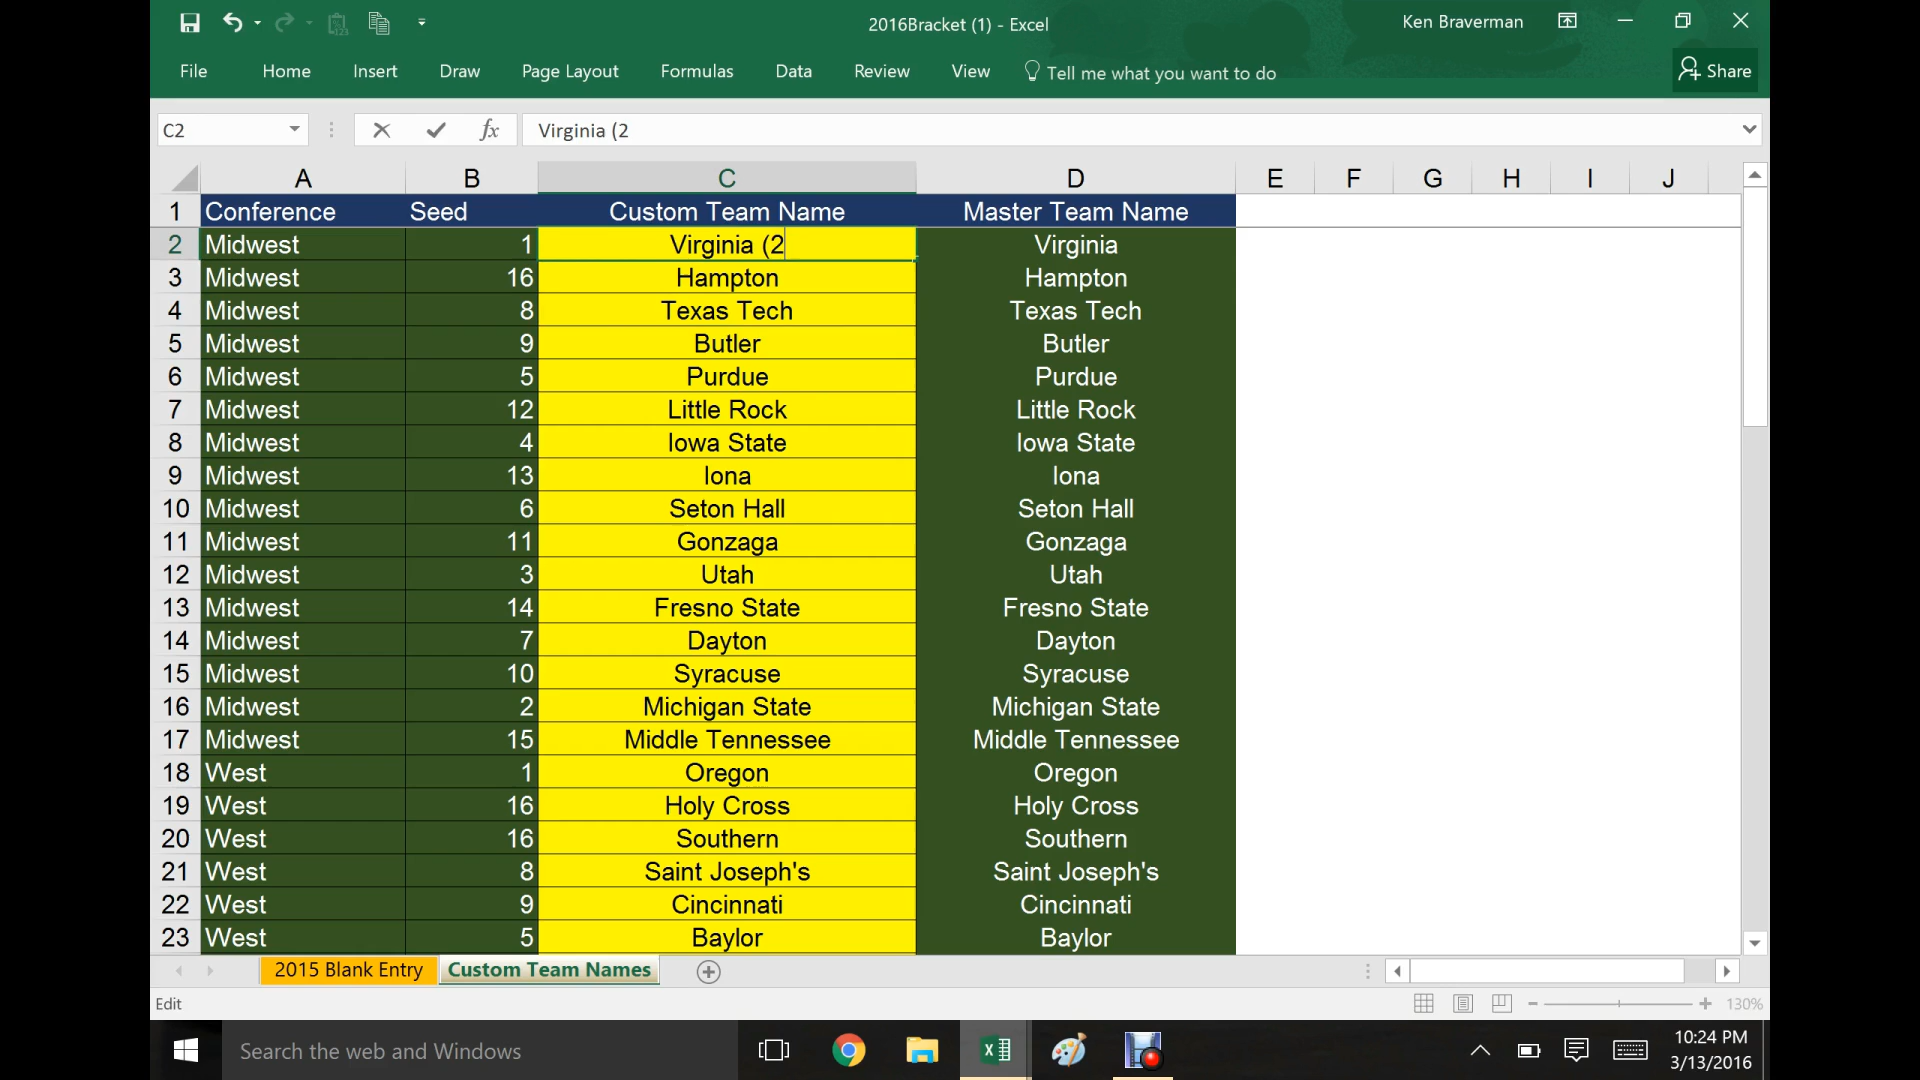 2016Bracket (1) - Excel
Ken Braverman
File Home Insert Draw Page Layout Formulas Data Review View Tell me what you want to do Share
C2 fx Virginia (2
A B C D E F G H I J
1 Conference Seed Custom Team Name Master Team Name
2 Midwest 1 Virginia (2 Virginia
3 Midwest 16 Hampton Hampton
4 Midwest 8 Texas Tech Texas Tech
5 Midwest 9 Butler Butler
6 Midwest 5 Purdue Purdue
7 Midwest 12 Little Rock Little Rock
8 Midwest 4 Iowa State Iowa State
9 Midwest 13 Iona Iona
10 Midwest 6 Seton Hall Seton Hall
11 Midwest 11 Gonzaga Gonzaga
12 Midwest 3 Utah Utah
13 Midwest 14 Fresno State Fresno State
14 Midwest 7 Dayton Dayton
15 Midwest 10 Syracuse Syracuse
16 Midwest 2 Michigan State Michigan State
17 Midwest 15 Middle Tennessee Middle Tennessee
18 West 1 Oregon Oregon
19 West 16 Holy Cross Holy Cross
20 West 16 Southern Southern
21 West 8 Saint Joseph's Saint Joseph's
22 West 9 Cincinnati Cincinnati
23 West 5 Baylor Baylor
2015 Blank Entry Custom Team Names
Edit 130%
Search the web and Windows
10:24 PM
3/13/2016